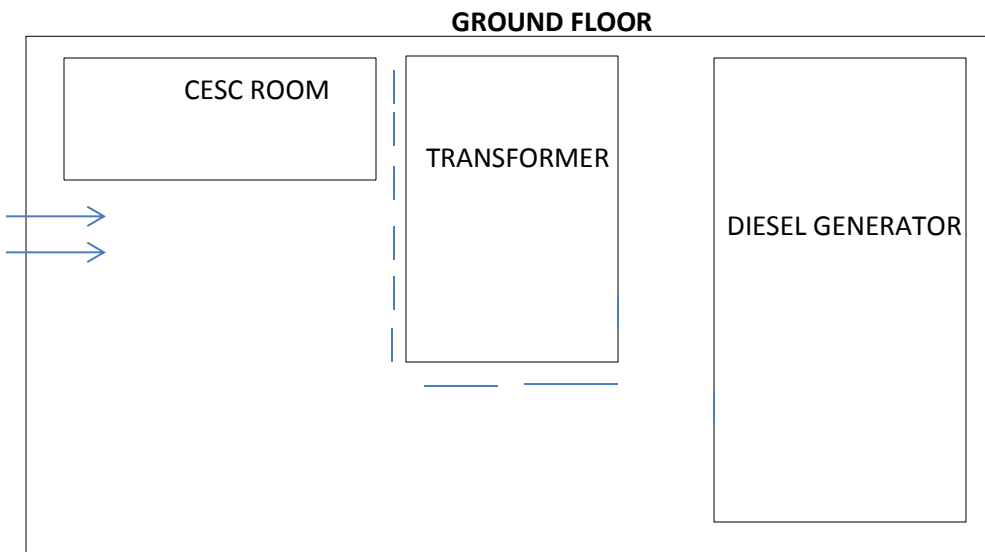 GROUND FLOOR
CESC ROOM
TRANSFORMER
DIESEL GENERATOR